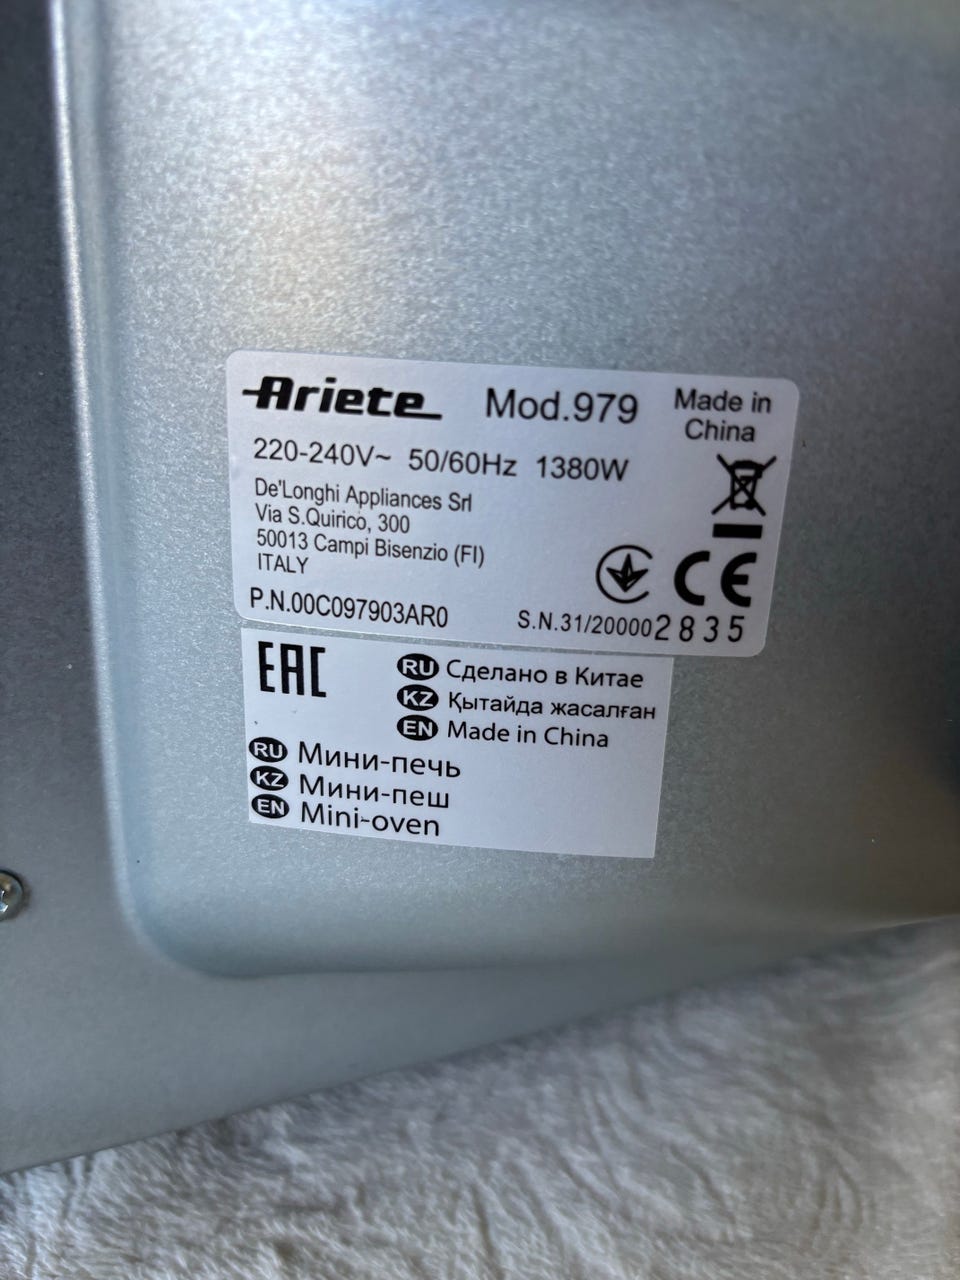 Ariete Mod.979 Made in China
220-240V~ 50/60Hz 1380W
De'Longhi Appliances Srl
Via S.Quirico, 300
50013 Campi Bisenzio (FI)
ITALY
CE
P.N.00C097903AR0 S.N.31/200002835
EAC
RU Сделано в Китае
KZ Қытайда жасалған
EN Made in China
RU Мини-печь
KZ Мини-пеш
EN Mini-oven